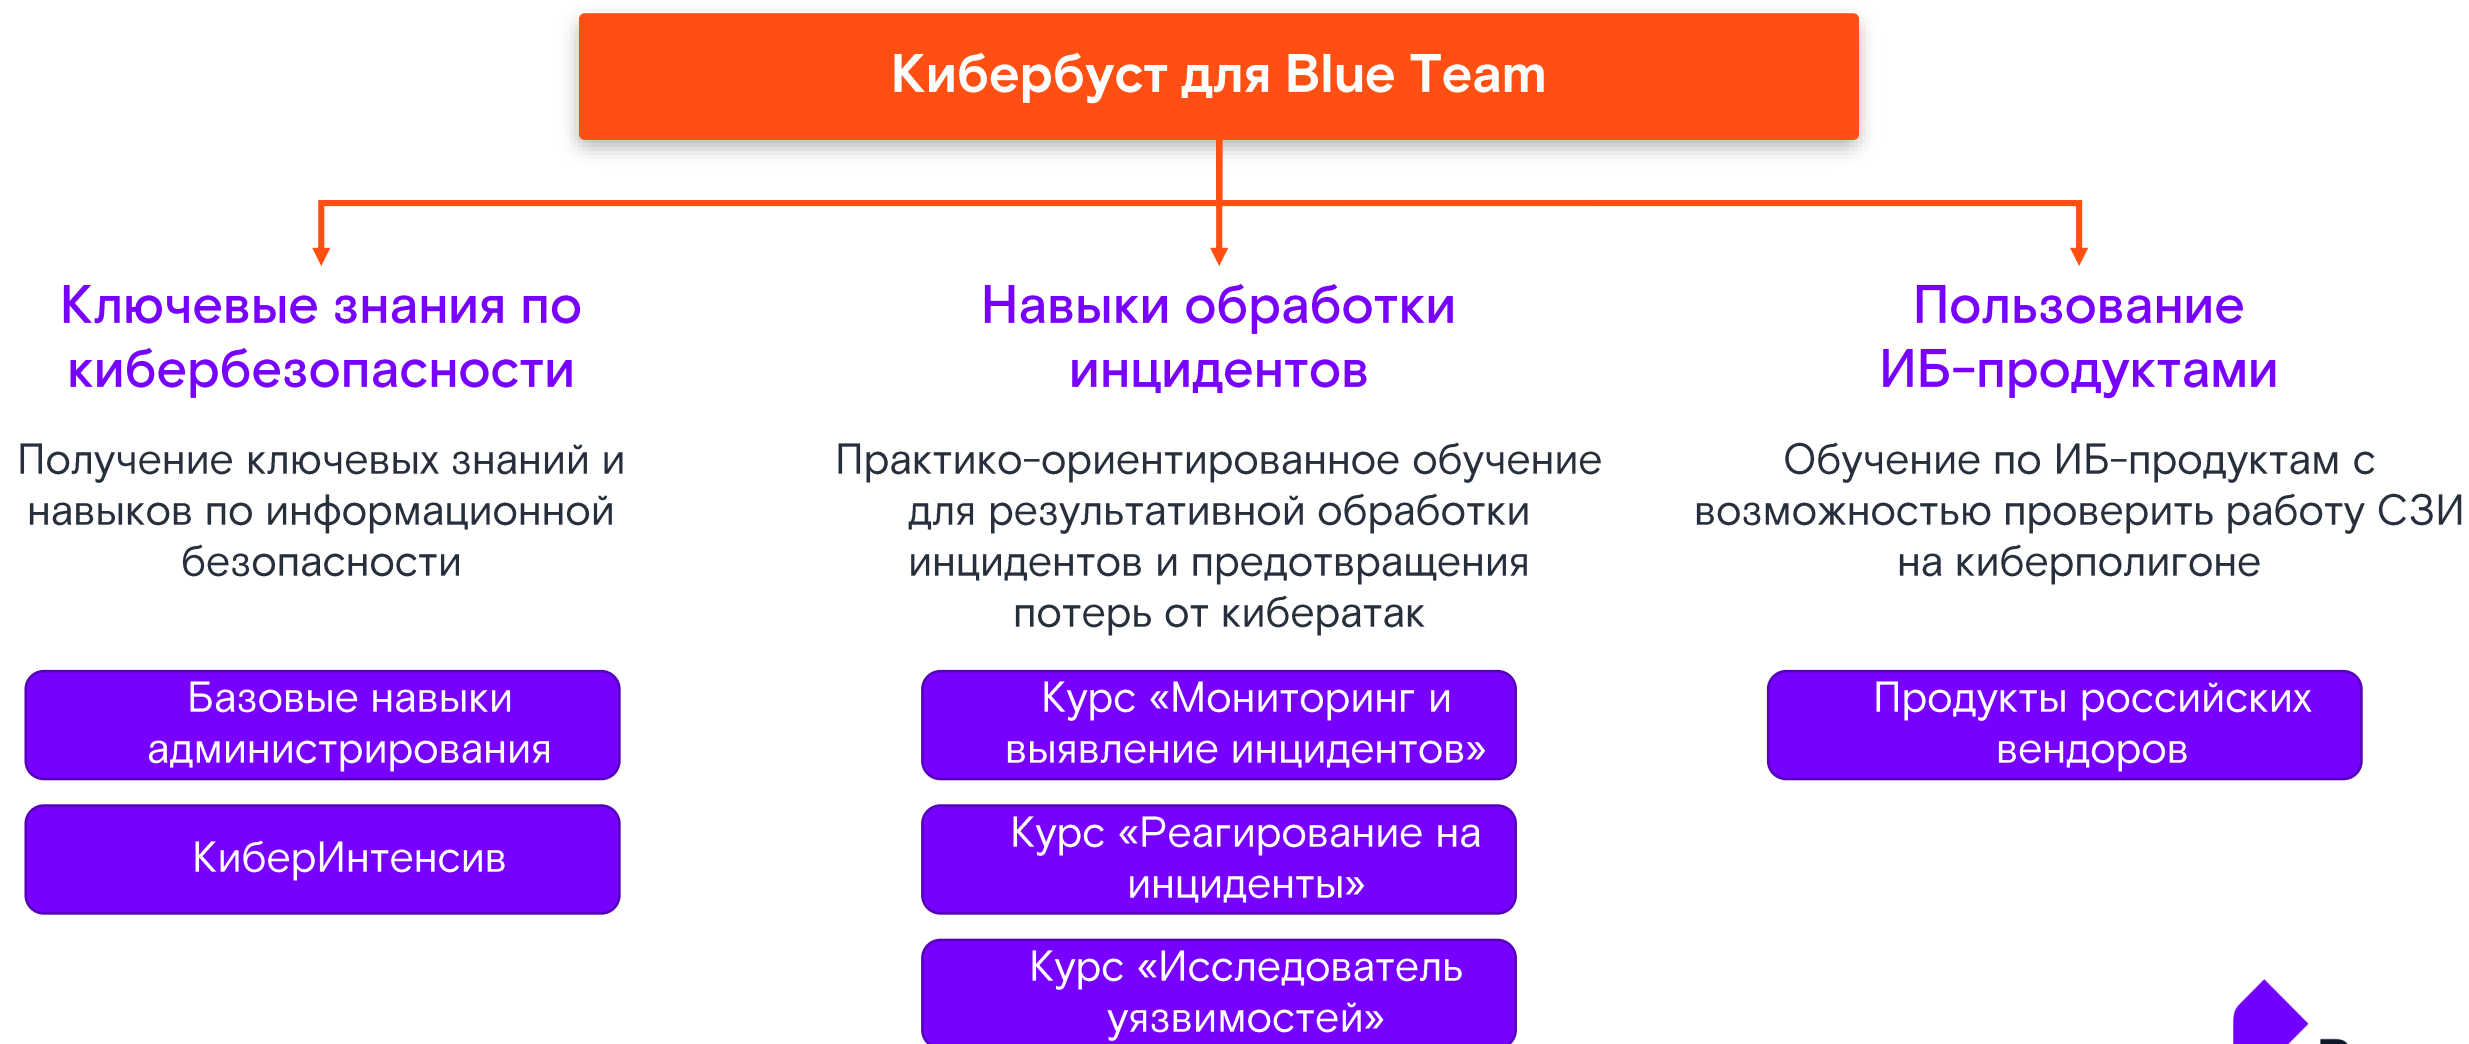 Кибербуст для Blue Team
Ключевые знания по
кибербезопасности
Получение ключевых знаний и
навыков по информационной
безопасности
Базовые навыки
администрирования
КиберИнтенсив
Навыки обработки
инцидентов
Практико-ориентированное обучение
для результативной обработки
инцидентов и предотвращения
потерь от кибератак
Курс «Мониторинг и
выявление инцидентов»
Курс «Реагирование на
инциденты»
Курс «Исследователь
уязвимостей»
Пользование
ИБ-продуктами
Обучение по ИБ-продуктам с
возможностью проверить работу СЗИ
на киберполигоне
Продукты российских
вендоров